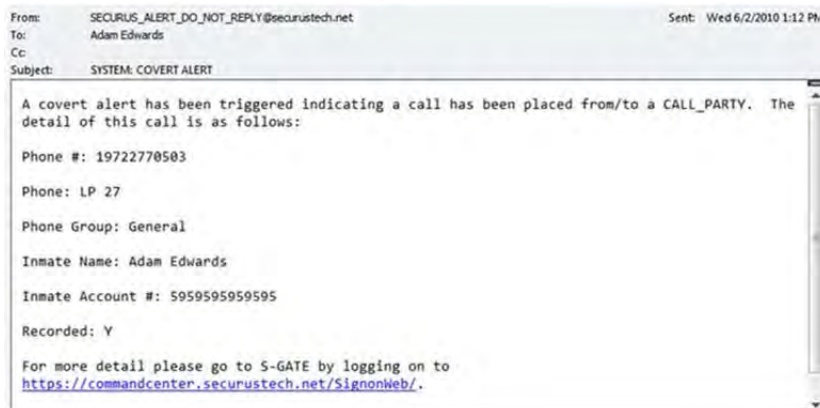 From: SECURUS_ALERT_DO_NOT_REPLY@securustech.net Sent: Wed 6/2/2010 1:12 PM
To: Adam Edwards
Cc:
Subject: SYSTEM: COVERT ALERT
A covert alert has been triggered indicating a call has been placed from/to a CALL_PARTY. The
detail of this call is as follows:
Phone #: 19722770503
Phone: LP 27
Phone Group: General
Inmate Name: Adam Edwards
Inmate Account #: 5959595959595
Recorded: Y
For more detail please go to S-GATE by logging on to
https://commandcenter.securustech.net/SignonWeb/.